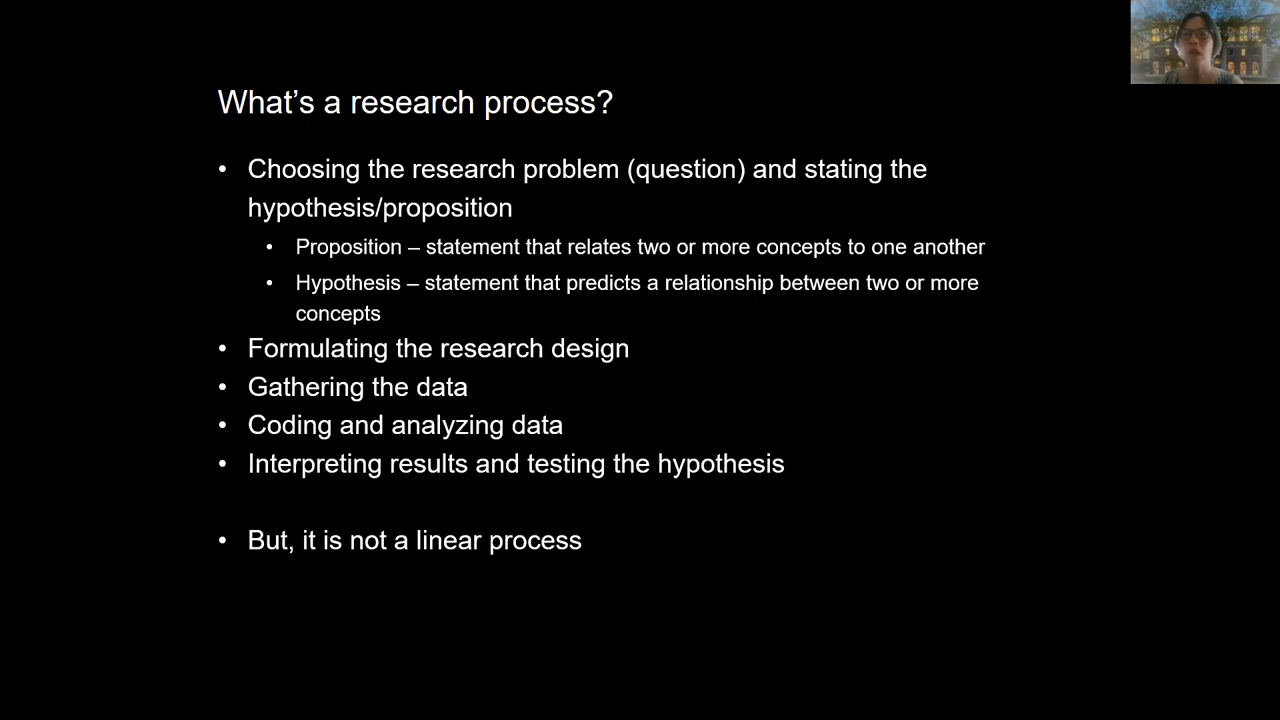 What’s a research process?
• Choosing the research problem (question) and stating the
hypothesis/proposition
• Proposition – statement that relates two or more concepts to one another
• Hypothesis – statement that predicts a relationship between two or more
concepts
• Formulating the research design
• Gathering the data
• Coding and analyzing data
• Interpreting results and testing the hypothesis
• But, it is not a linear process